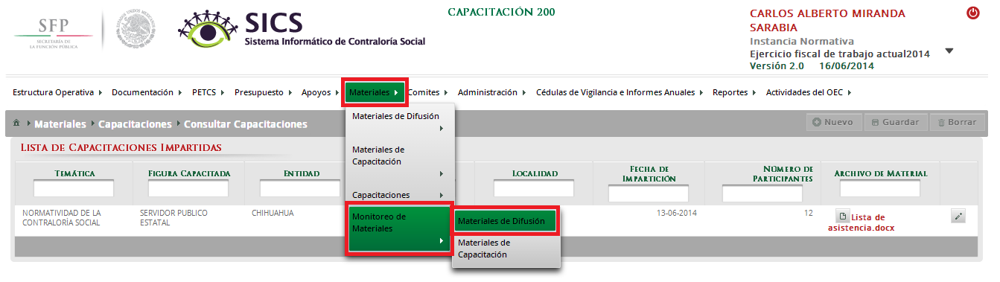 SFP
SECRETARÍA DE
LA FUNCIÓN PÚBLICA
ESTADOS UNIDOS MEXICANOS
SICS
Sistema Informático de Contraloría Social
CAPACITACIÓN 200
CARLOS ALBERTO MIRANDA
SARABIA
Instancia Normativa
Ejercicio fiscal de trabajo actual2014
Versión 2.0 16/06/2014
Estructura Operativa Documentación PETCS Presupuesto Apoyos Materiales Comites Administración Cédulas de Vigilancia e Informes Anuales Reportes Actividades del OEC
Materiales Capacitaciones Consultar Capacitaciones
Nuevo Guardar Borrar
Materiales de Difusión
Materiales de
Capacitación
Capacitaciones
Monitoreo de
Materiales
Materiales de Difusión
Materiales de
Capacitación
LISTA DE CAPACITACIONES IMPARTIDAS
TEMÁTICA
FIGURA CAPACITADA
ENTIDAD
LOCALIDAD
FECHA DE
IMPARTICIÓN
NÚMERO DE
PARTICIPANTES
ARCHIVO DE MATERIAL
NORMATIVIDAD DE LA
CONTRALORÍA SOCIAL
SERVIDOR PUBLICO
ESTATAL
CHIHUAHUA
13-06-2014
12
Lista de
asistencia.docx